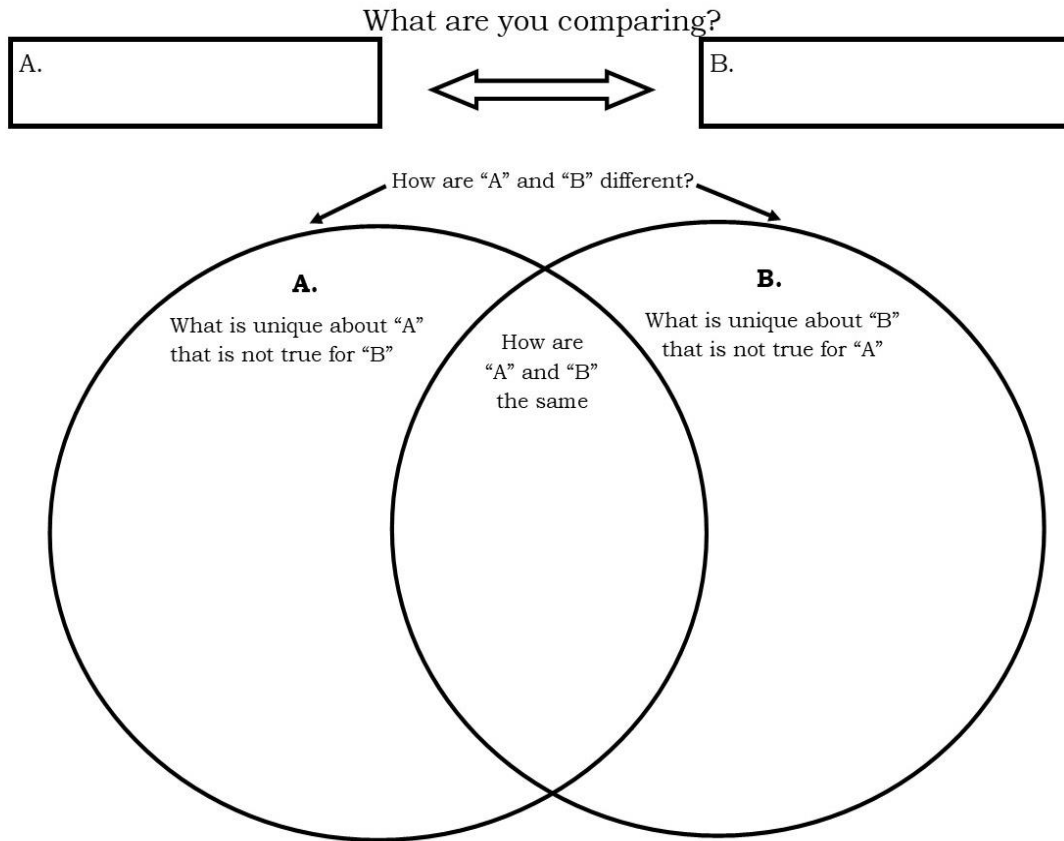 What are you comparing?
A.
B.
How are “A” and “B” different?
A.
What is unique about “A”
that is not true for “B”
How are
“A” and “B”
the same
B.
What is unique about “B”
that is not true for “A”